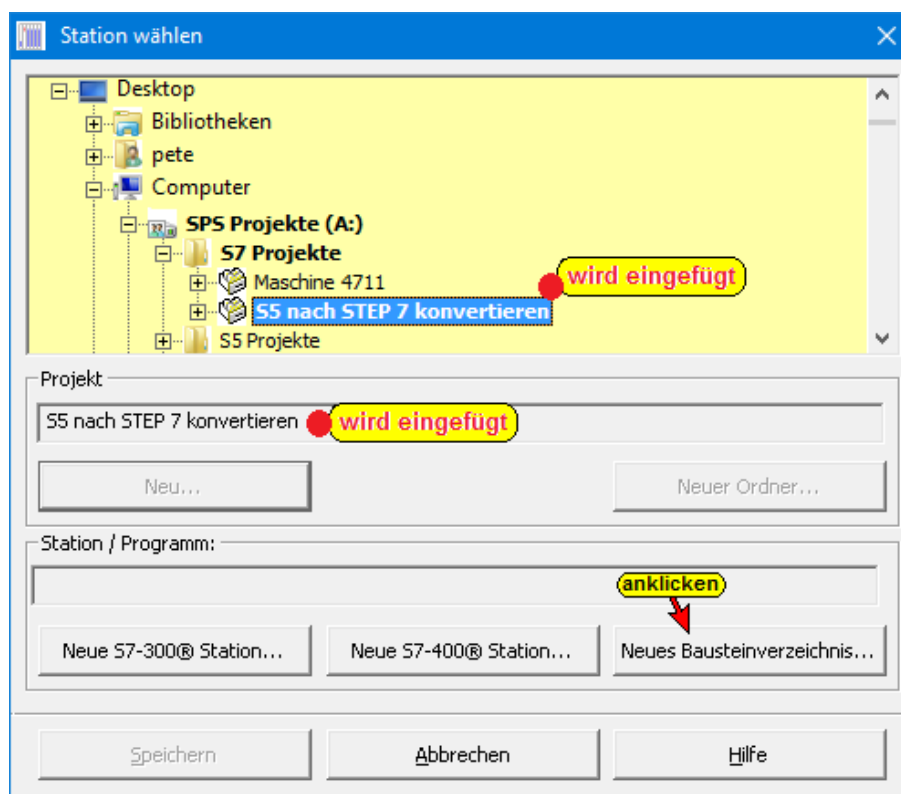 Station wählen
Desktop
Bibliotheken
pete
Computer
SPS Projekte (A:)
S7 Projekte
Maschine 4711
wird eingefügt
S5 nach STEP 7 konvertieren
S5 Projekte
Projekt
S5 nach STEP 7 konvertieren wird eingefügt
Neu... Neuer Ordner...
Station / Programm:
anklicken
Neue S7-300® Station... Neue S7-400® Station... Neues Bausteinverzeichnis...
Speichern Abbrechen Hilfe